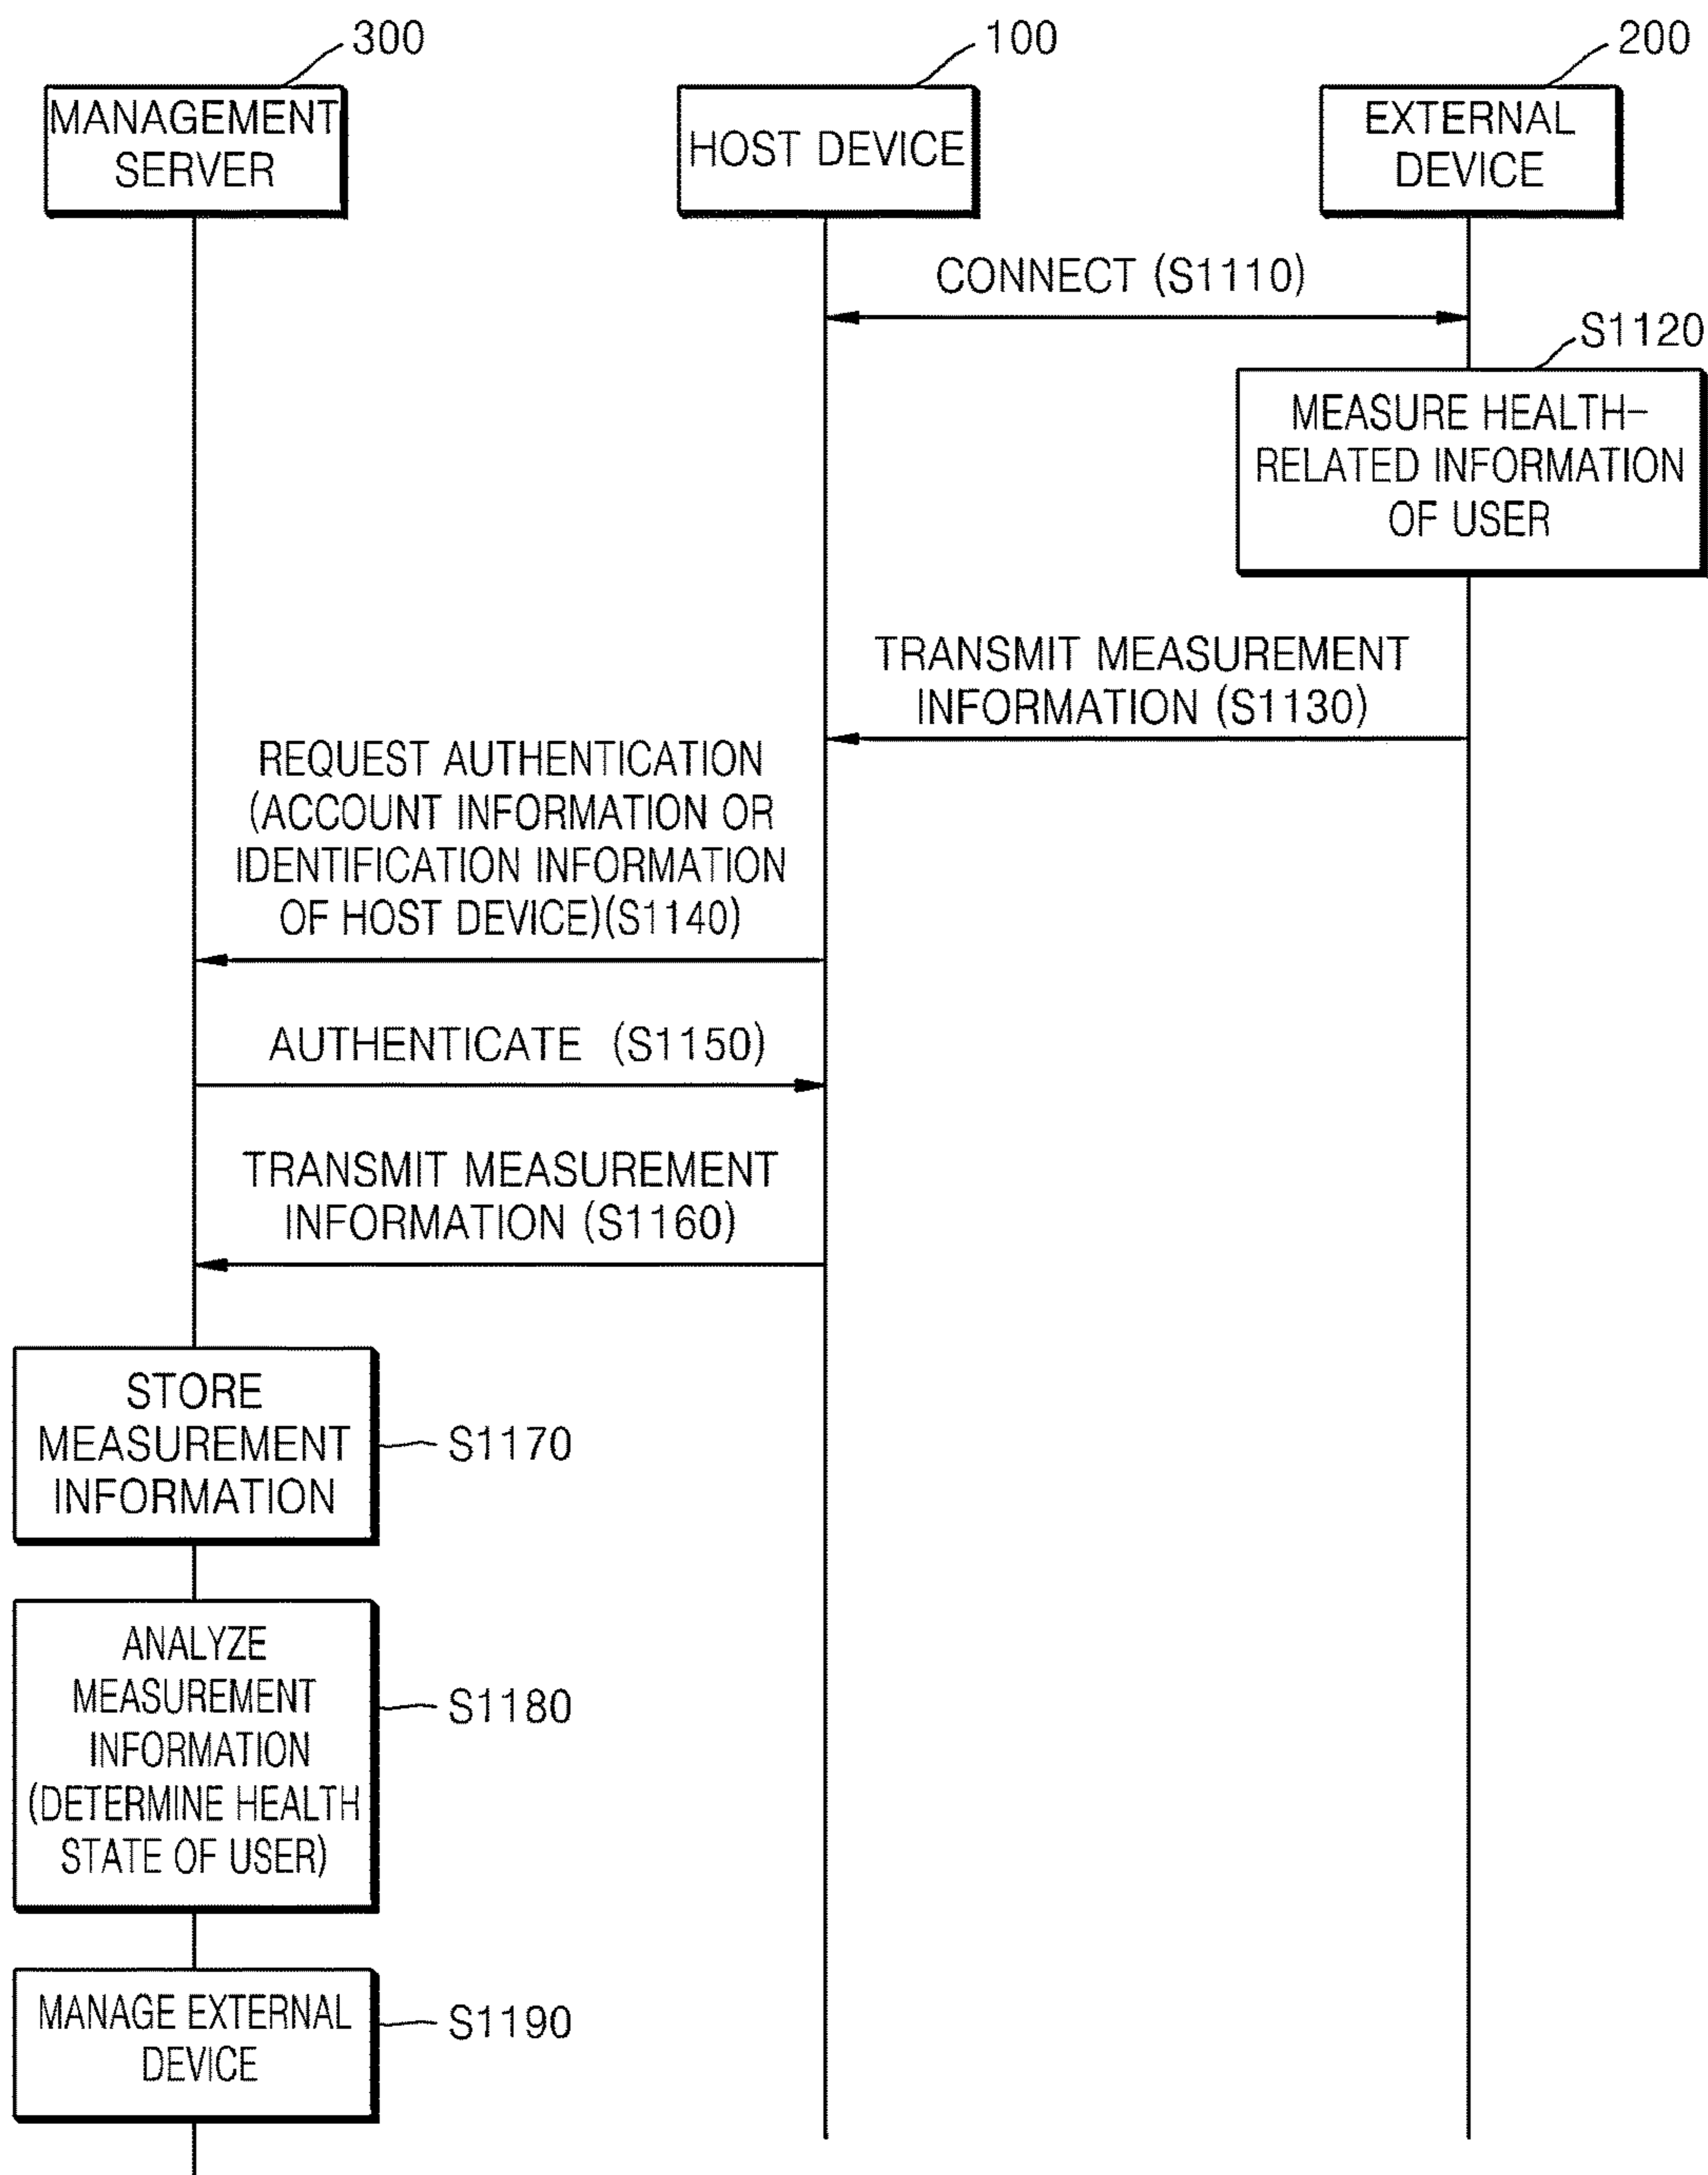 300
100
200
MANAGEMENT
SERVER
HOST DEVICE
EXTERNAL
DEVICE
CONNECT (S1110)
S1120
MEASURE HEALTH-
RELATED INFORMATION
OF USER
TRANSMIT MEASUREMENT
INFORMATION (S1130)
REQUEST AUTHENTICATION
(ACCOUNT INFORMATION OR
IDENTIFICATION INFORMATION
OF HOST DEVICE)(S1140)
AUTHENTICATE (S1150)
TRANSMIT MEASUREMENT
INFORMATION (S1160)
STORE
MEASUREMENT
INFORMATION
S1170
ANALYZE
MEASUREMENT
INFORMATION
(DETERMINE HEALTH
STATE OF USER)
S1180
MANAGE EXTERNAL
DEVICE
S1190